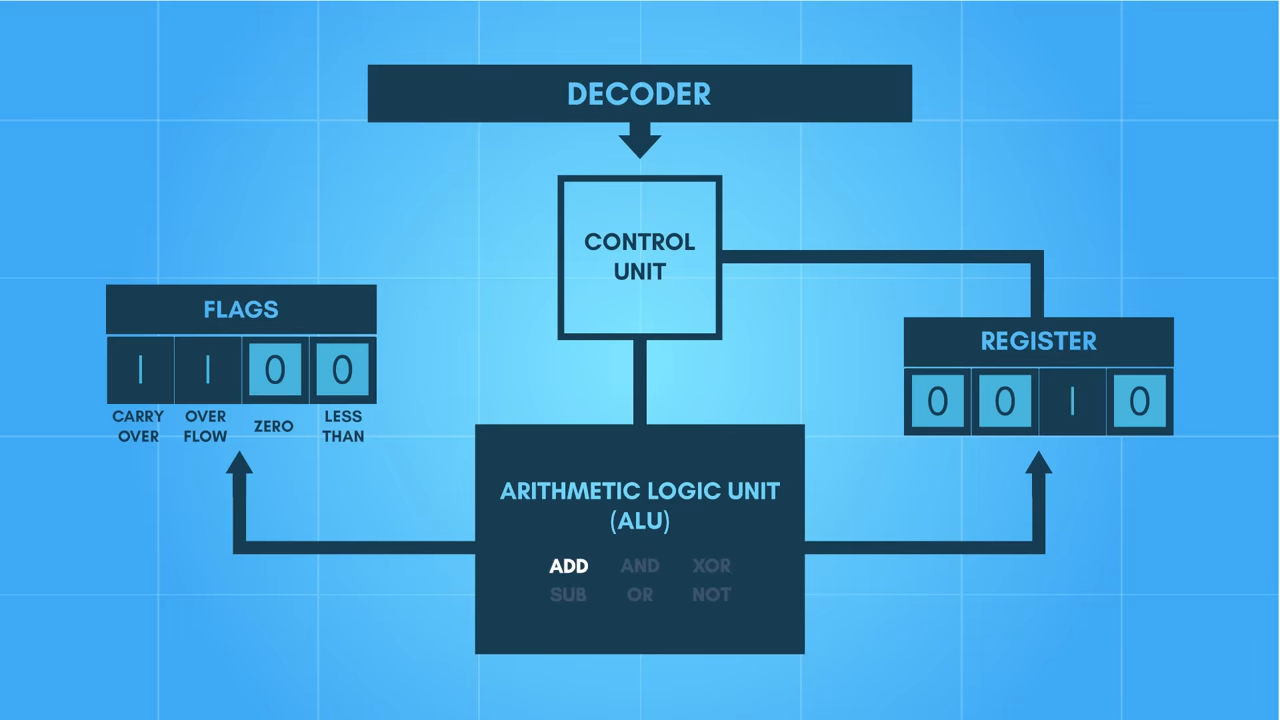 DECODER
CONTROL
UNIT
FLAGS
1 1 0 0
CARRY OVER
OVER FLOW
ZERO
LESS THAN
REGISTER
0 0 1 0
ARITHMETIC LOGIC UNIT
(ALU)
ADD AND XOR
SUB OR NOT